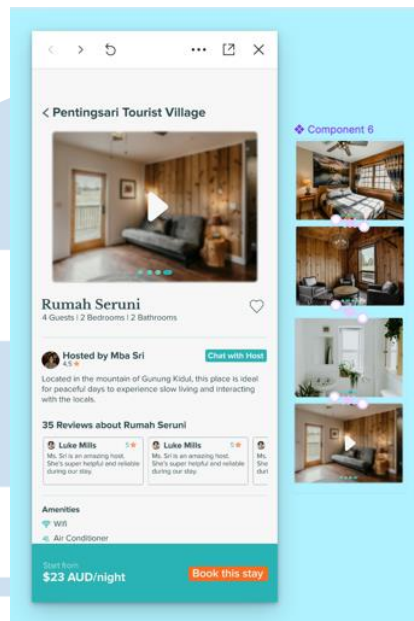 < Pentingsari Tourist Village
Component 6
Rumah Seruni
4 Guests | 2 Bedrooms | 2 Bathrooms
Hosted by Mba Sri
4.5
Chat with Host
Located in the mountain of Gunung Kidul, this place is ideal
for peaceful days to experience slow living and interacting
with the locals.
35 Reviews about Rumah Seruni
Luke Mills 5
Ms. Sri is an amazing host.
She's super helpful and reliable
during our stay.
Luke Mills 5
Ms. Sri is an amazing host.
She's super helpful and reliable
during our stay.
Ms.
She
duri
Amenities
Wifi
Air Conditioner
Start from
$23 AUD/night
Book this stay